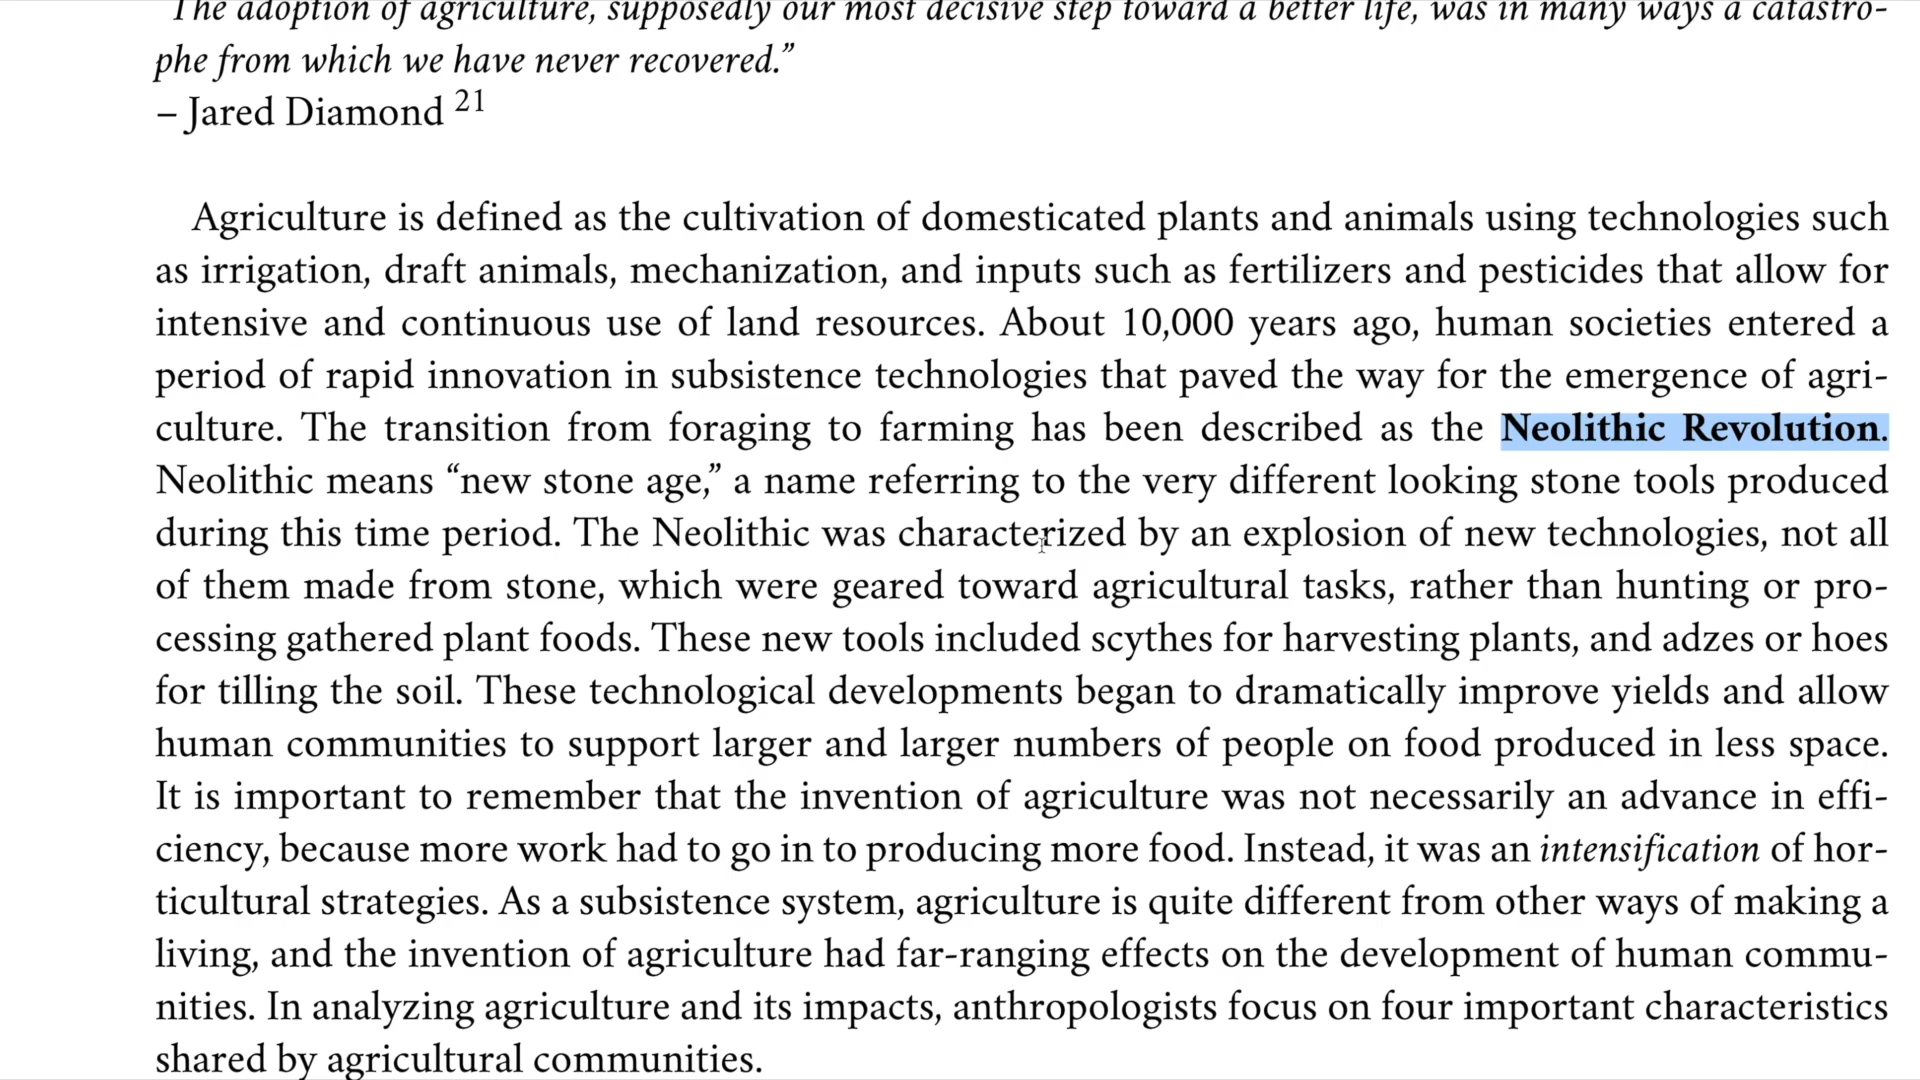 "The adoption of agriculture, supposedly our most decisive step toward a better life, was in many ways a catastro-
phe from which we have never recovered.”
– Jared Diamond 21
Agriculture is defined as the cultivation of domesticated plants and animals using technologies such
as irrigation, draft animals, mechanization, and inputs such as fertilizers and pesticides that allow for
intensive and continuous use of land resources. About 10,000 years ago, human societies entered a
period of rapid innovation in subsistence technologies that paved the way for the emergence of agri-
culture. The transition from foraging to farming has been described as the Neolithic Revolution.
Neolithic means “new stone age,” a name referring to the very different looking stone tools produced
during this time period. The Neolithic was characterized by an explosion of new technologies, not all
of them made from stone, which were geared toward agricultural tasks, rather than hunting or pro-
cessing gathered plant foods. These new tools included scythes for harvesting plants, and adzes or hoes
for tilling the soil. These technological developments began to dramatically improve yields and allow
human communities to support larger and larger numbers of people on food produced in less space.
It is important to remember that the invention of agriculture was not necessarily an advance in effi-
ciency, because more work had to go in to producing more food. Instead, it was an intensification of hor-
ticultural strategies. As a subsistence system, agriculture is quite different from other ways of making a
living, and the invention of agriculture had far-ranging effects on the development of human commu-
nities. In analyzing agriculture and its impacts, anthropologists focus on four important characteristics
shared by agricultural communities.